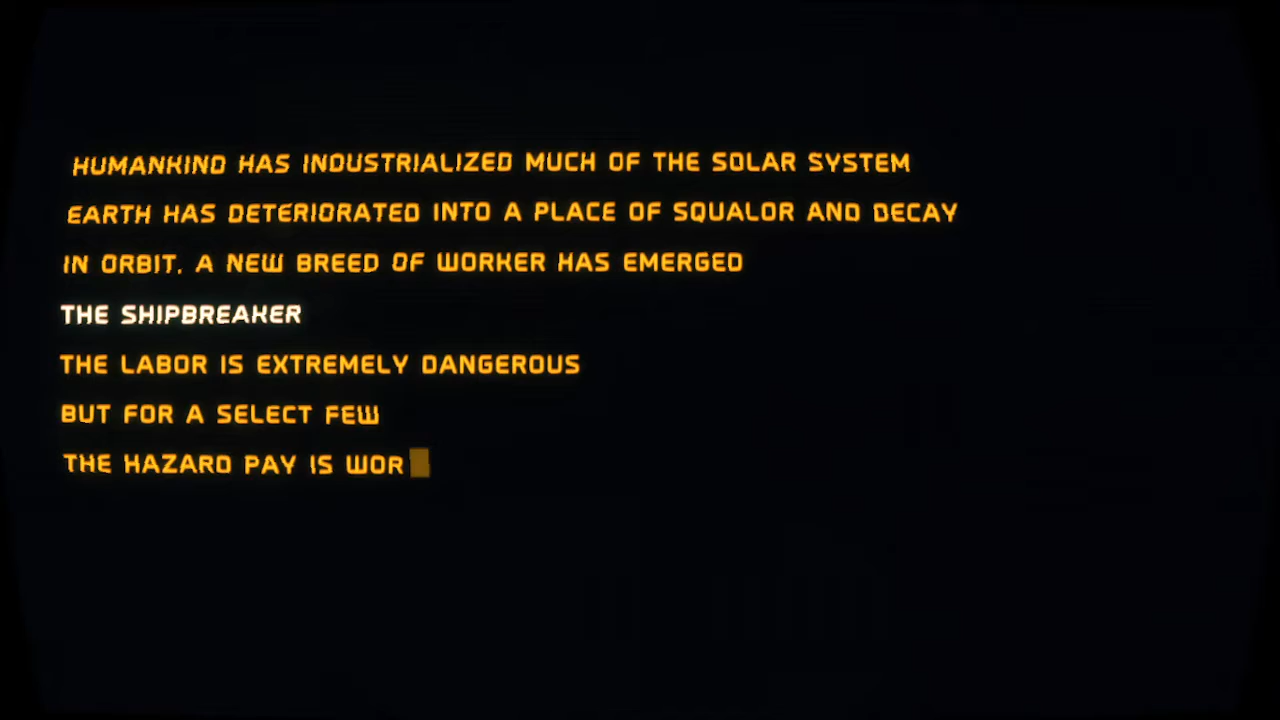 HUMANKIND HAS INDUSTRIALIZED MUCH OF THE SOLAR SYSTEM
EARTH HAS DETERIORATED INTO A PLACE OF SQUALOR AND DECAY
IN ORBIT, A NEW BREED OF WORKER HAS EMERGED
THE SHIPBREAKER
THE LABOR IS EXTREMELY DANGEROUS
BUT FOR A SELECT FEW
THE HAZARD PAY IS WOR